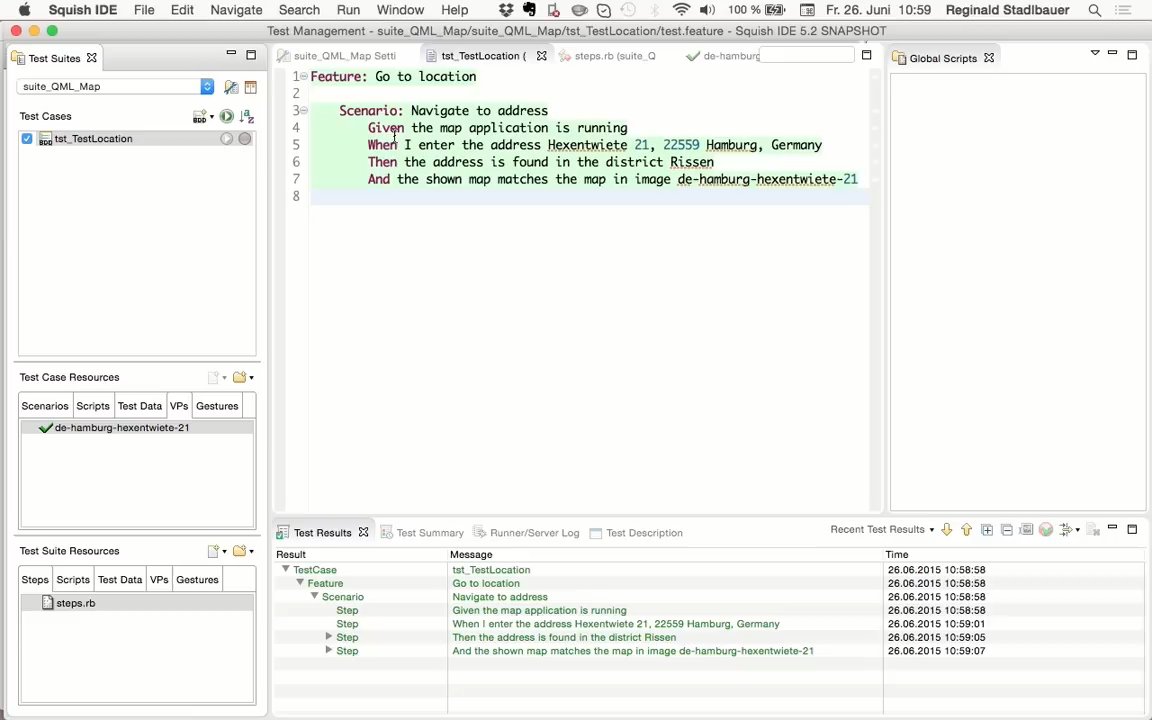 Squish IDE File Edit Navigate Search Run Window Help 100 % Fr. 26. Juni 10:59 Reginald Stadlbauer
Test Management - suite_QML_Map/suite_QML_Map/tst_TestLocation/test.feature - Squish IDE 5.2 SNAPSHOT
Test Suites
suite_QML_Map
Test Cases
BDD
tst_TestLocation
Test Case Resources
Scenarios Scripts Test Data VPs Gestures
de-hamburg-hexentwiete-21
Test Suite Resources
Steps Scripts Test Data VPs Gestures
steps.rb
suite_QML_Map Setti tst_TestLocation ( steps.rb (suite_Q de-hamburg
1 Feature: Go to location
2
3 Scenario: Navigate to address
4 Given the map application is running
5 When I enter the address Hexentwiete 21, 22559 Hamburg, Germany
6 Then the address is found in the district Rissen
7 And the shown map matches the map in image de-hamburg-hexentwiete-21
8
Global Scripts
Test Results Test Summary Runner/Server Log Test Description Recent Test Results
Result Message Time
TestCase tst_TestLocation 26.06.2015 10:58:58
Feature Go to location 26.06.2015 10:58:58
Scenario Navigate to address 26.06.2015 10:58:58
Step Given the map application is running 26.06.2015 10:58:58
Step When I enter the address Hexentwiete 21, 22559 Hamburg, Germany 26.06.2015 10:59:01
Step Then the address is found in the district Rissen 26.06.2015 10:59:05
Step And the shown map matches the map in image de-hamburg-hexentwiete-21 26.06.2015 10:59:07